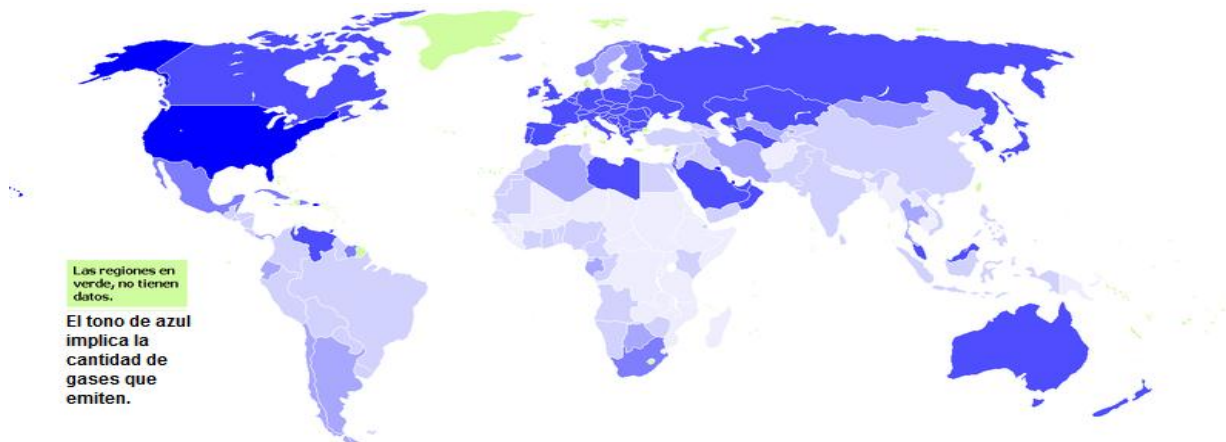 Las regiones en
verde, no tienen
datos.
El tono de azul
implica la
cantidad de
gases que
emiten.